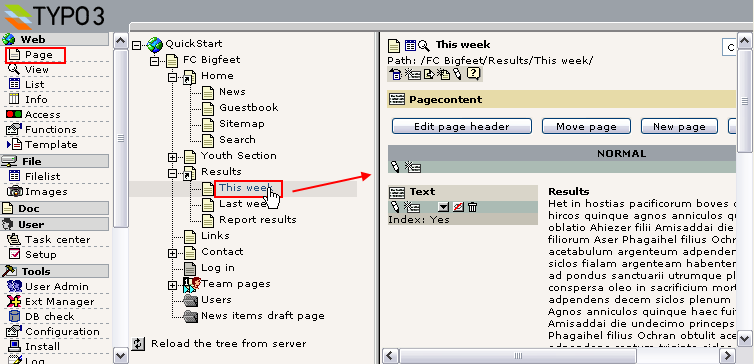 TYPO3
Web
Page
View
List
Info
Access
Functions
Template
File
Filelist
Images
Doc
User
Task center
Setup
Tools
User Admin
Ext Manager
DB check
Configuration
Install
Log
QuickStart
FC Bigfeet
Home
News
Guestbook
Sitemap
Search
Youth Section
Results
This week
Last week
Report results
Links
Contact
Log in
Team pages
Users
News items draft page
Reload the tree from server
This week
Path: /FC Bigfeet/Results/This week/
Pagecontent
Edit page header
Move page
New page
NORMAL
Text
Index: Yes
Results
Het in hostias pacificorum boves d
hircos quinque agnos anniculos qu
oblatio Ahiezer filii Amisaddai die
filiorum Aser Phagaihel filius Ochr
acetabulum argenteum adpenden
siclos fialam argenteam habenten
ad pondus sanctuarii utrumque pl
conspersa oleo in sacrificium mort
adpendens decem siclos plenum
Agnos anniculos quinque haec fuit
Amisaddai die undecimo princeps
Phagaihel filius Ochran obtulit ace